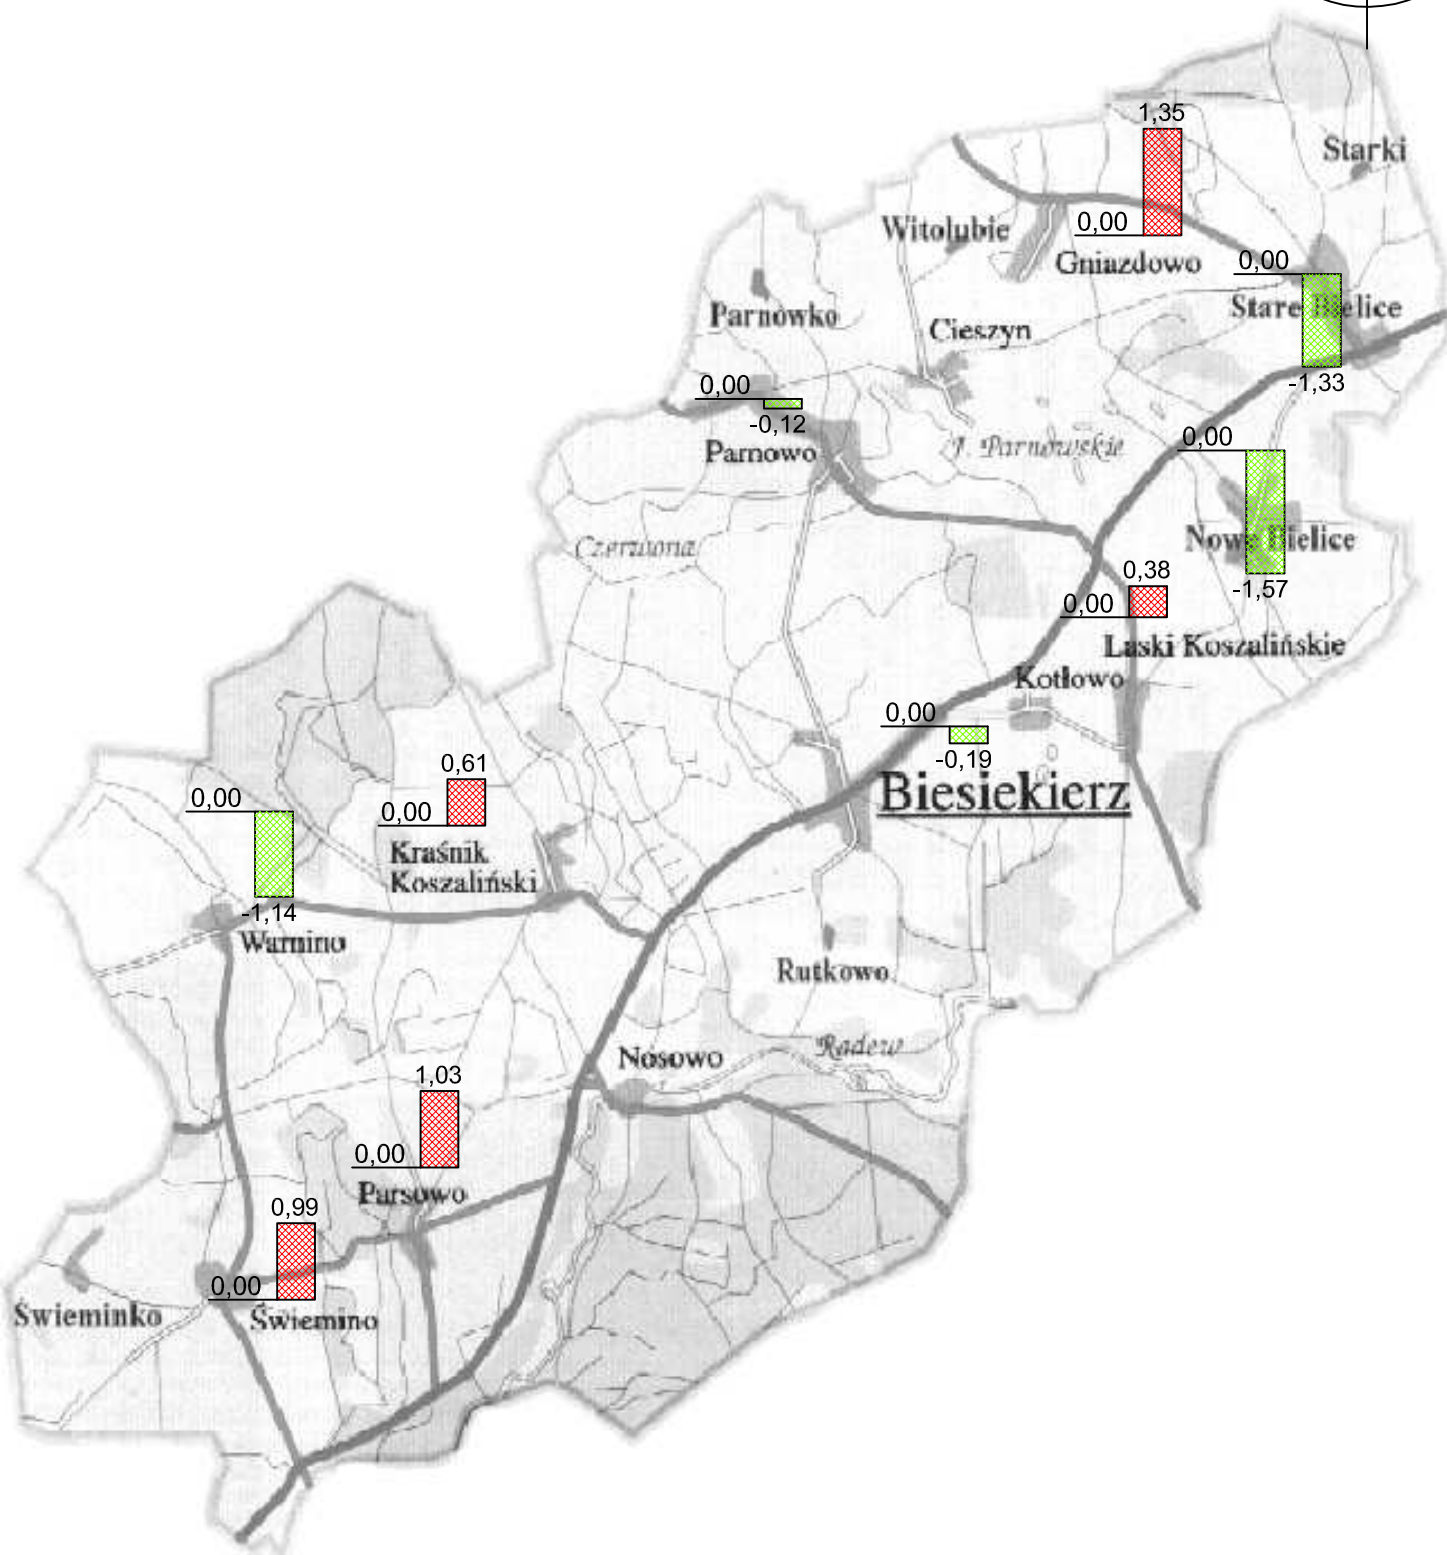 1,35
Starki
Witolubie
0,00
Gniazdowo
0,00
Stare Bielice
Parnówko
Cieszyn
0,00
-1,33
-0,12
Parnowo
J. Parnowskie
0,00
Czerwona
Nowe Bielice
0,38
-1,57
0,00
Laski Koszalińskie
Kotłowo
0,00
-0,19
Biesiekierz
0,61
0,00
0,00
Kraśnik
Koszaliński
-1,14
Warnino
Rutkowo
Radew
Nosowo
1,03
0,00
Parsowo
0,99
0,00
Świeminko
Świemino